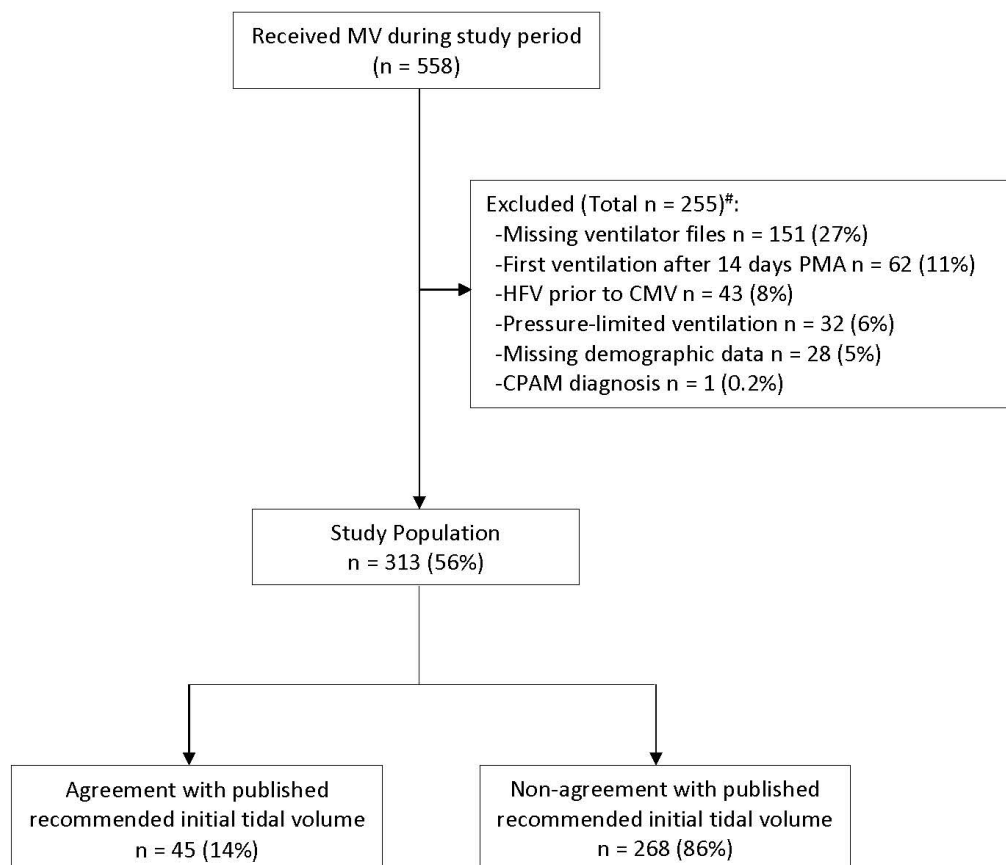 Received MV during study period
(n = 558)
Excluded (Total n = 255)#:
-Missing ventilator files n = 151 (27%)
-First ventilation after 14 days PMA n = 62 (11%)
-HFV prior to CMV n = 43 (8%)
-Pressure-limited ventilation n = 32 (6%)
-Missing demographic data n = 28 (5%)
-CPAM diagnosis n = 1 (0.2%)
Study Population
n = 313 (56%)
Agreement with published
recommended initial tidal volume
n = 45 (14%)
Non-agreement with published
recommended initial tidal volume
n = 268 (86%)